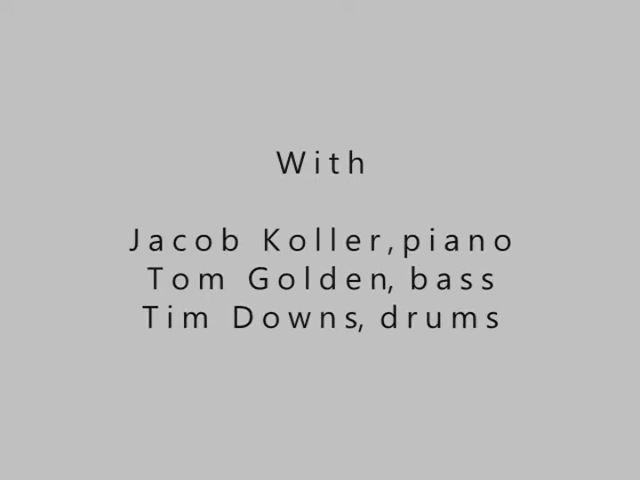 With
Jacob Koller,piano
Tom Golden, bass
Tim Downs, drums